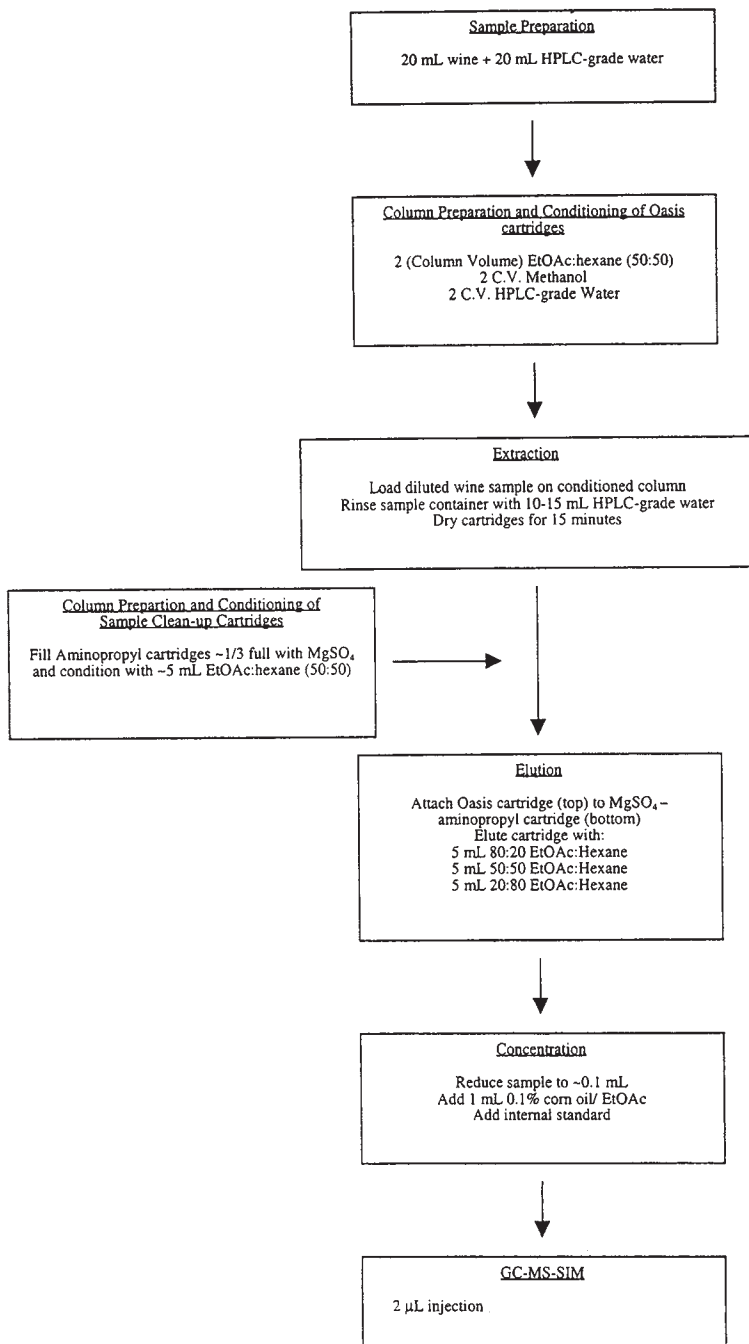 Sample Preparation
20 mL wine + 20 mL HPLC-grade water
Column Preparation and Conditioning of Oasis
cartridges
2 (Column Volume) EtOAc:hexane (50:50)
2 C.V. Methanol
2 C.V. HPLC-grade Water
Extraction
Load diluted wine sample on conditioned column
Rinse sample container with 10-15 mL HPLC-grade water
Dry cartridges for 15 minutes
Column Prepartion and Conditioning of
Sample Clean-up Cartridges
Fill Aminopropyl cartridges ~1/3 full with MgSO₄
and condition with ~5 mL EtOAc:hexane (50:50)
Elution
Attach Oasis cartridge (top) to MgSO₄ –
aminopropyl cartridge (bottom)
Elute cartridge with:
5 mL 80:20 EtOAc:Hexane
5 mL 50:50 EtOAc:Hexane
5 mL 20:80 EtOAc:Hexane
Concentration
Reduce sample to ~0.1 mL
Add 1 mL 0.1% corn oil/ EtOAc
Add internal standard
GC-MS-SIM
2 µL injection